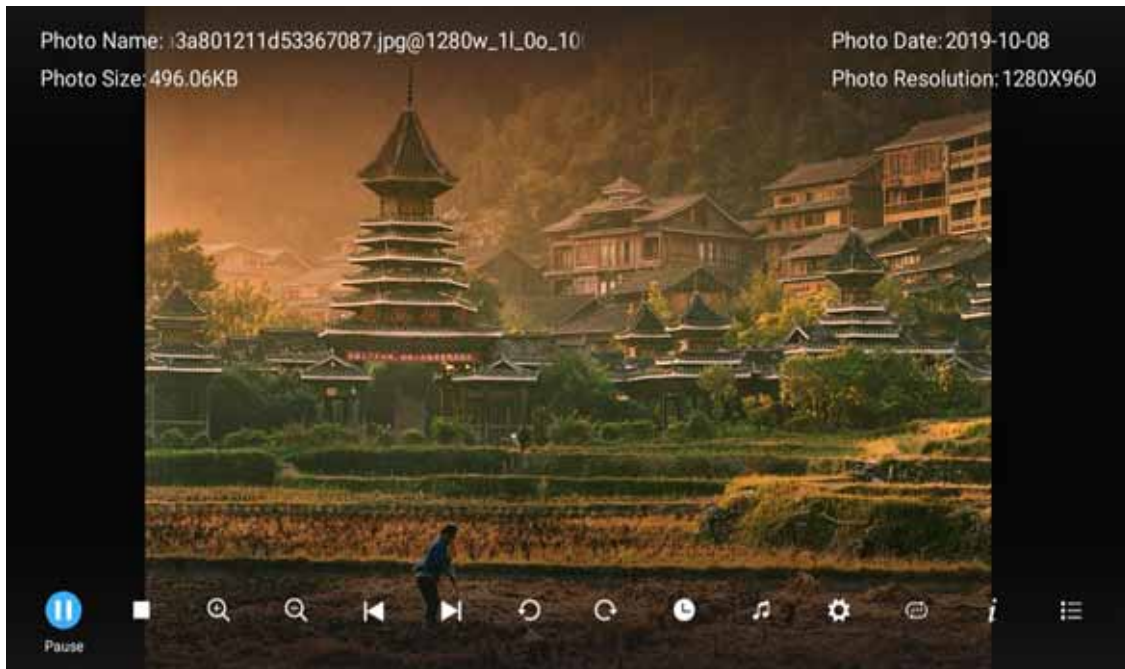 Photo Name: 3a801211d53367087.jpg@1280w_1l_0o_10
Photo Date: 2019-10-08
Photo Size: 496.06KB
Photo Resolution: 1280X960
Pause